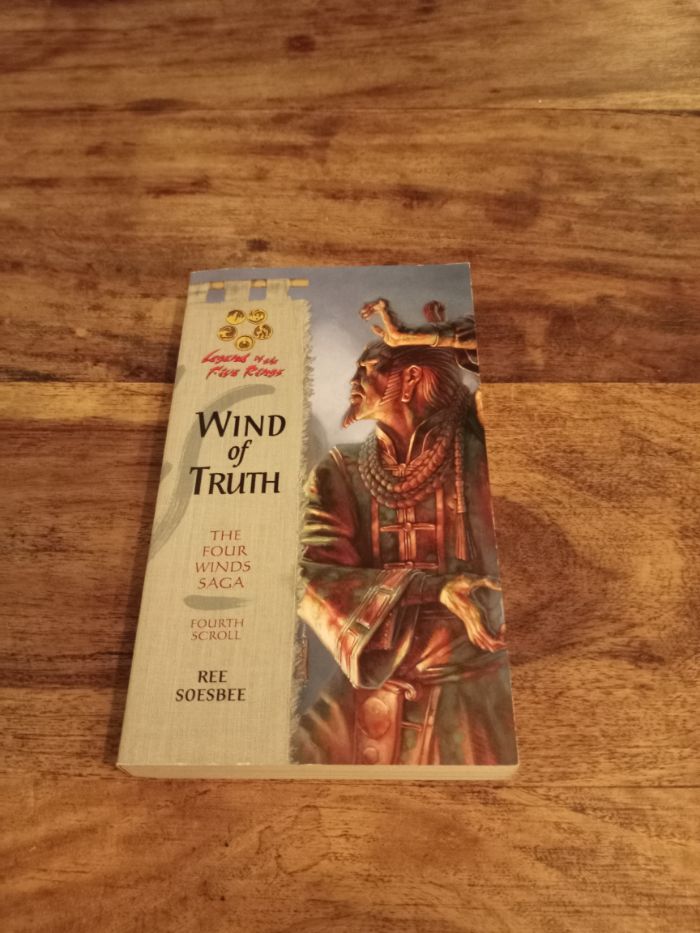 Legend of the
Five Rings
WIND
of
TRUTH
THE
FOUR
WINDS
SAGA
FOURTH
SCROLL
REE
SOESBEE